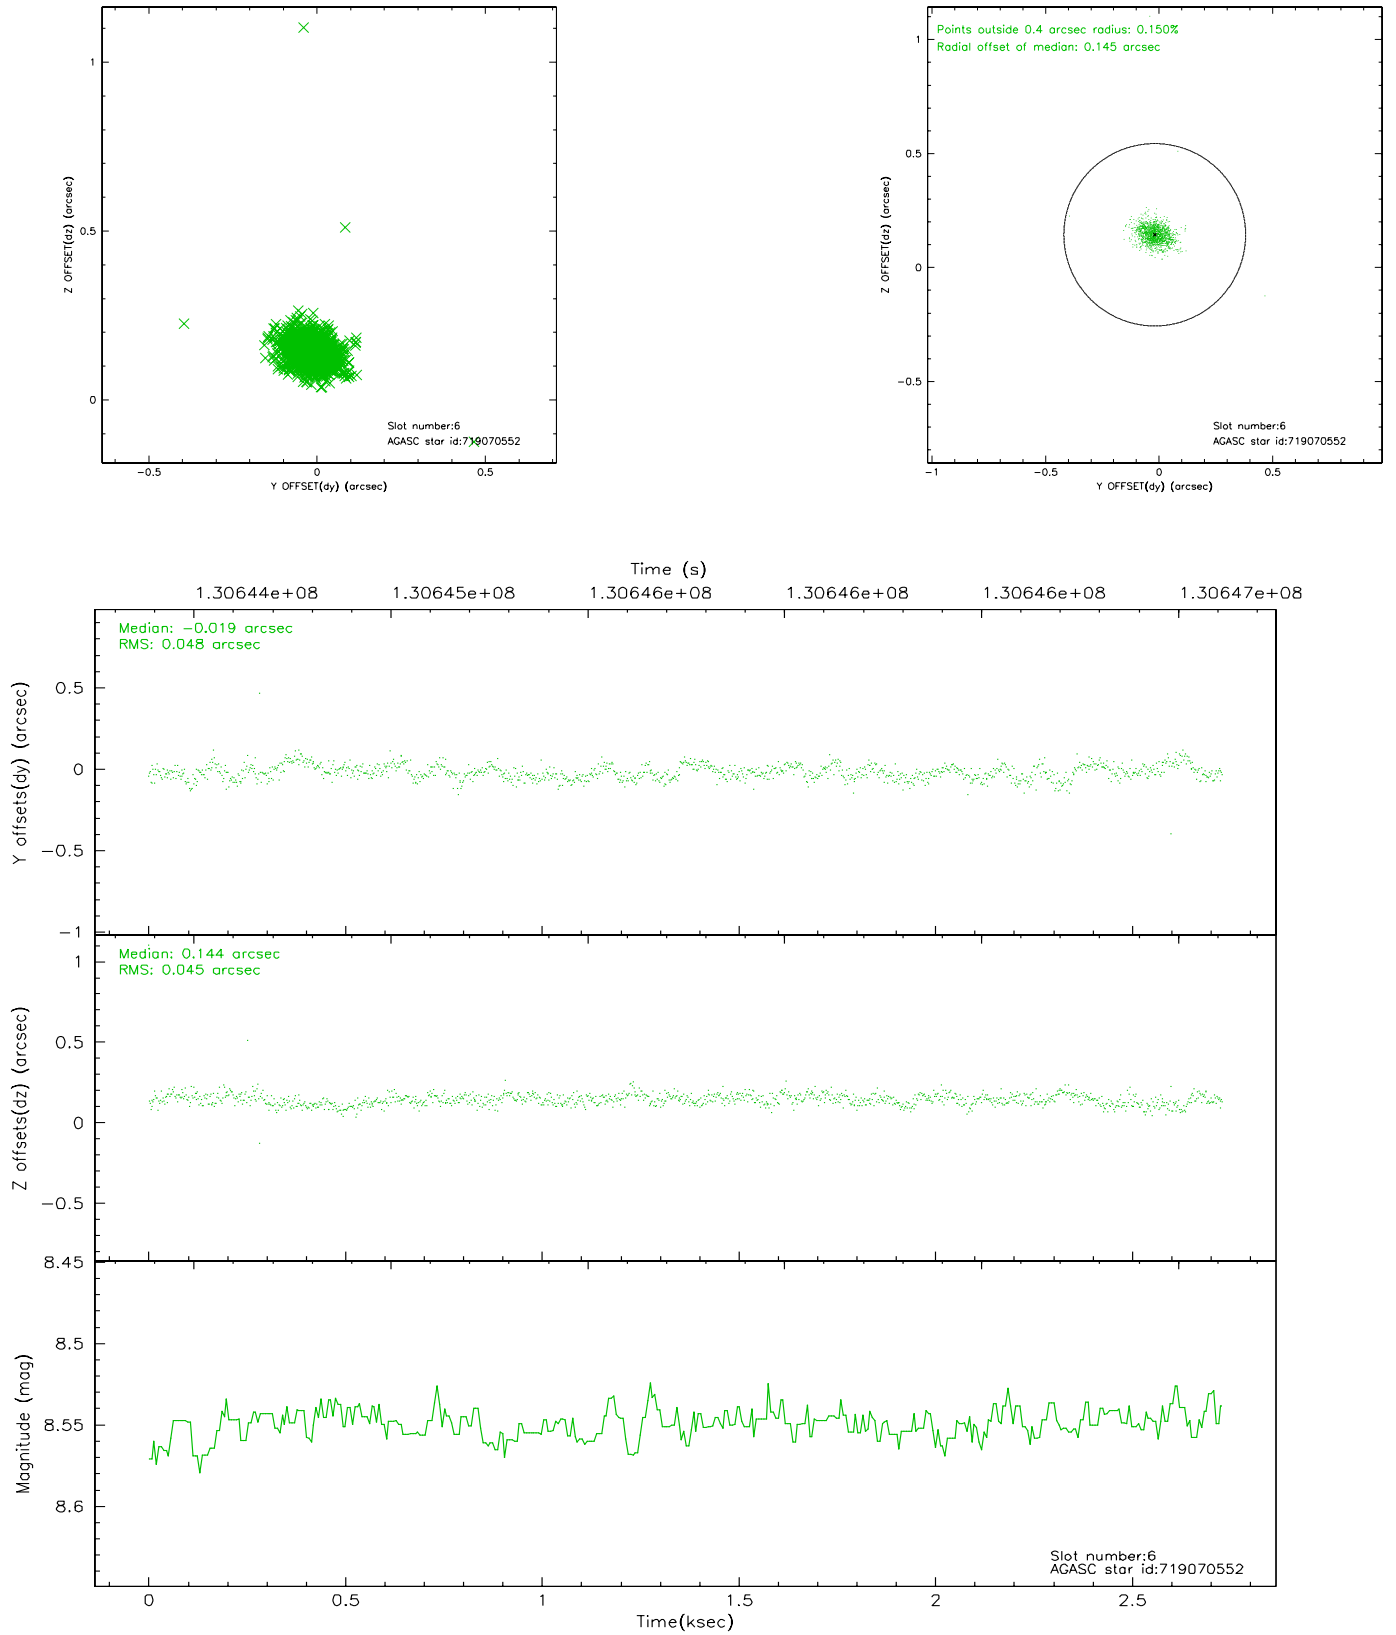 1
0.5
0
Z OFFSET(dz) (arcsec)
Slot number:6
AGASC star id:719070552
−0.5 0 0.5
Y OFFSET(dy) (arcsec)
Points outside 0.4 arcsec radius: 0.150%
Radial offset of median: 0.145 arcsec
1
0.5
0
−0.5
Z OFFSET(dz) (arcsec)
Slot number:6
AGASC star id:719070552
−1 −0.5 0 0.5
Y OFFSET(dy) (arcsec)
Time (s)
1.30644e+08 1.30645e+08 1.30646e+08 1.30646e+08 1.30646e+08 1.30647e+08
Median: −0.019 arcsec
RMS: 0.048 arcsec
0.5
0
−0.5
−1
Y offsets(dy) (arcsec)
Median: 0.144 arcsec
RMS: 0.045 arcsec
1
0.5
0
−0.5
Z offsets(dz) (arcsec)
8.45
8.5
8.55
8.6
Magnitude (mag)
Slot number:6
AGASC star id:719070552
0 0.5 1 1.5 2 2.5
Time(ksec)